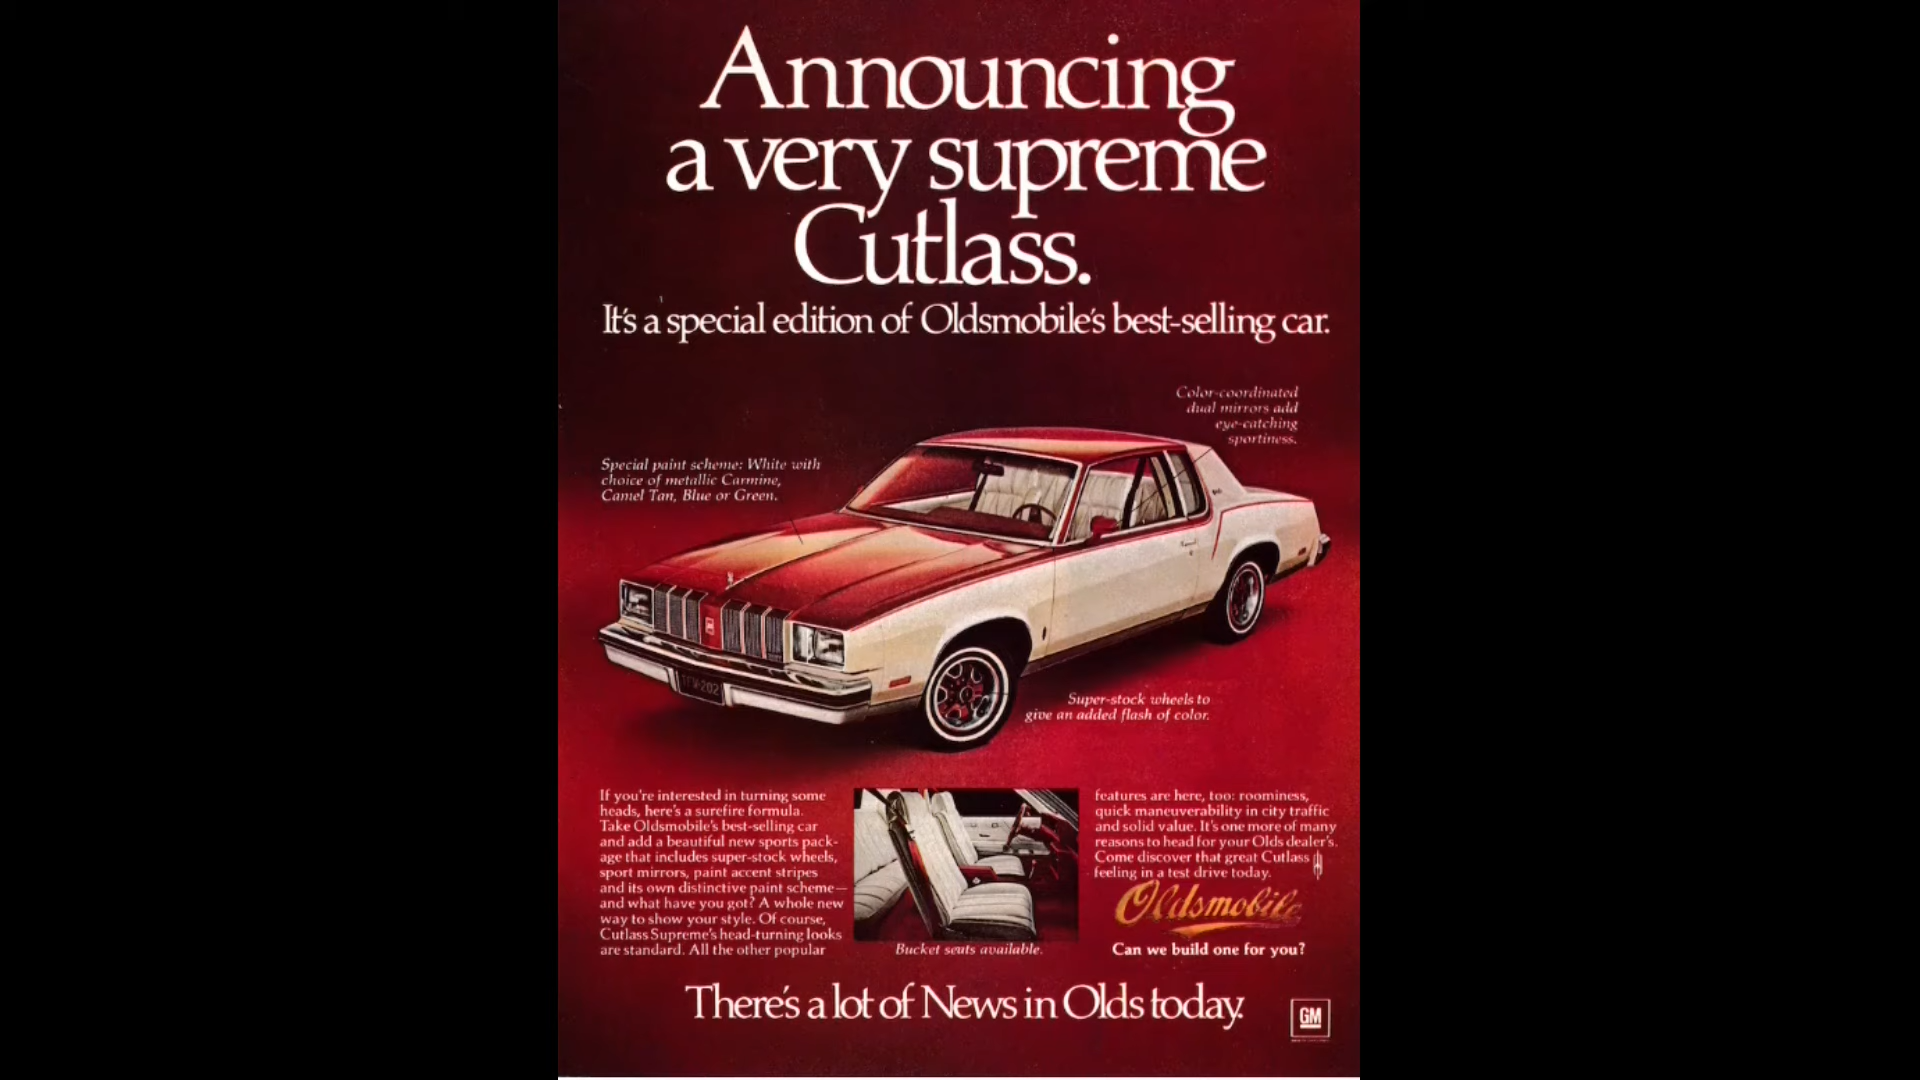 Announcing
a very supreme
Cutlass.
It's a special edition of Oldsmobile's best-selling car.
Color-coordinated
dual mirrors add
eye-catching
sportiness.
Special paint scheme: White with
choice of metallic Carmine,
Camel Tan, Blue or Green.
Super-stock wheels to
give an added flash of color.
If you're interested in turning some
heads, here's a surefire formula.
Take Oldsmobile's best-selling car
and add a beautiful new sports pack-
age that includes super-stock wheels,
sport mirrors, paint accent stripes
and its own distinctive paint scheme—
and what have you got? A whole new
way to show your style. Of course,
Cutlass Supreme's head-turning looks
are standard. All the other popular
Bucket seats available.
features are here, too: roominess,
quick maneuverability in city traffic
and solid value. It's one more of many
reasons to head for your Olds dealer's.
Come discover that great Cutlass
feeling in a test drive today.
Oldsmobile
Can we build one for you?
There's a lot of News in Olds today.
GM